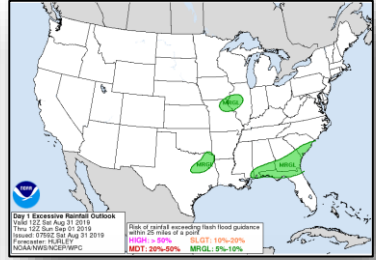 MRGL
MRGL
MRGL
NOAA
Day 1 Excessive Rainfall Outlook
Valid 12Z Sat Aug 31 2019
Thru 12Z Sun Sep 01 2019
Issued: 0759Z Sat Aug 31 2019
Forecaster: HURLEY
NOAA/NWS/NCEP/WPC
Risk of rainfall exceeding flash flood guidance
within 25 miles of a point
HIGH: > 50% SLGT: 10%-20%
MDT: 20%-50% MRGL: 5%-10%